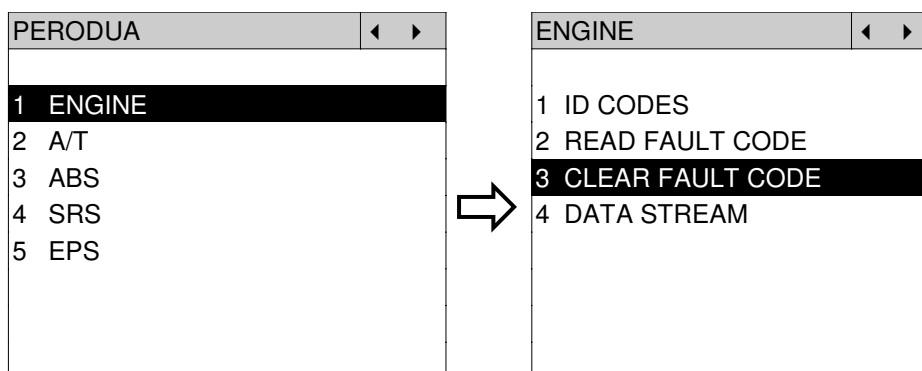 PERODUA
1 ENGINE
2 A/T
3 ABS
4 SRS
5 EPS
ENGINE
1 ID CODES
2 READ FAULT CODE
3 CLEAR FAULT CODE
4 DATA STREAM